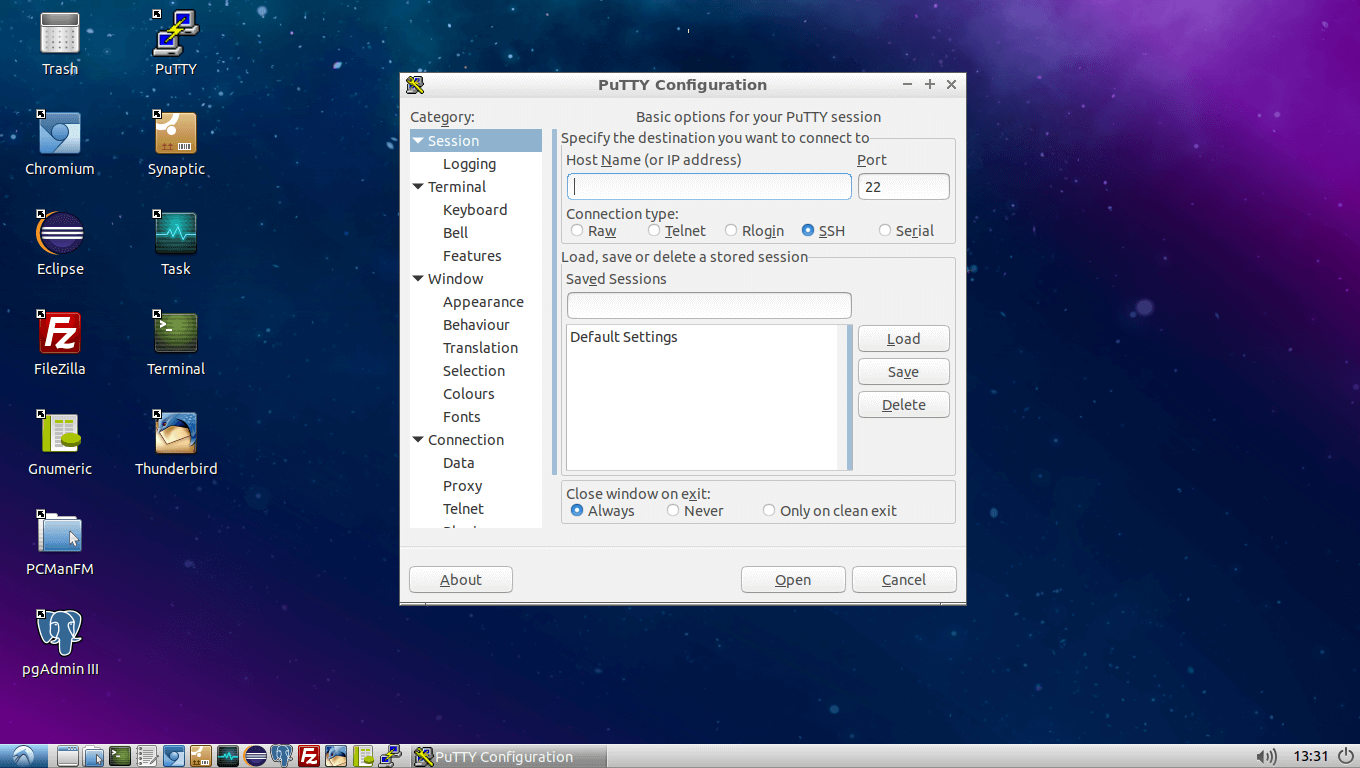 Trash
PuTTY
Chromium
Synaptic
Eclipse
Task
FileZilla
Terminal
Gnumeric
Thunderbird
PCManFM
pgAdmin III
PuTTY Configuration
Category:
Session
Logging
Terminal
Keyboard
Bell
Features
Window
Appearance
Behaviour
Translation
Selection
Colours
Fonts
Connection
Data
Proxy
Telnet
Basic options for your PuTTY session
Specify the destination you want to connect to
Host Name (or IP address) Port
22
Connection type:
Raw Telnet Rlogin SSH Serial
Load, save or delete a stored session
Saved Sessions
Default Settings
Load
Save
Delete
Close window on exit:
Always Never Only on clean exit
About Open Cancel
PuTTY Configuration
13:31